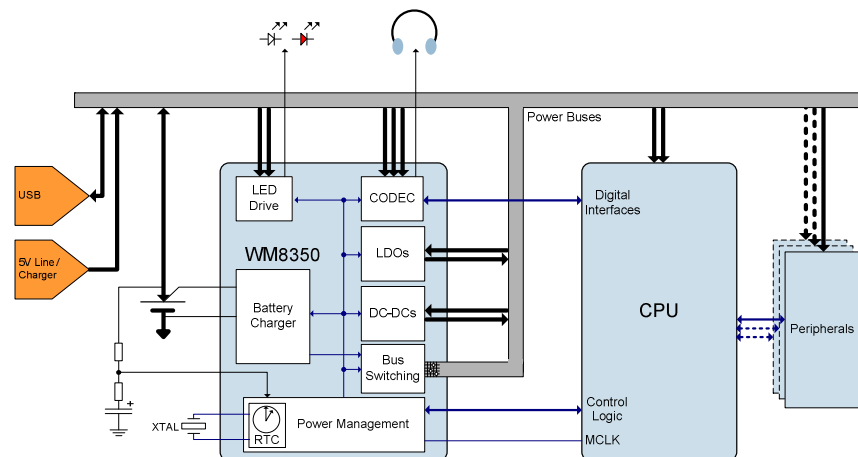 Power Buses
USB
LED
Drive
CODEC
Digital
Interfaces
WM8350
LDOs
5V Line /
Charger
Battery
Charger
DC-DCs
CPU
Peripherals
Bus
Switching
Control
Logic
XTAL
RTC
Power Management
MCLK
+